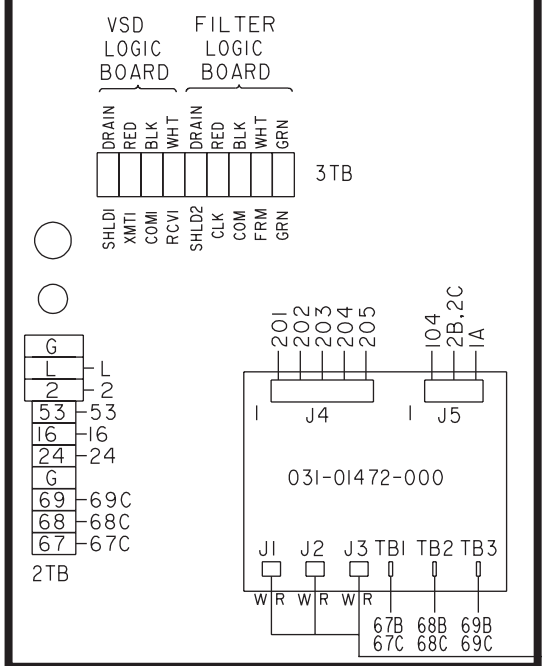 VSD FILTER
LOGIC LOGIC
BOARD BOARD
DRAIN RED BLK WHT DRAIN RED BLK WHT GRN
3TB
SHLD1 XMT1 COM1 RCV1 SHLD2 CLK COM FRM GRN
201 202 203 204 205
104 2B,2C 1A
G
L L
2 2
53 53
16 16
24 24
G
69 69C
68 68C
67 67C
2TB
1 J4 1 J5
031-01472-000
J1 J2 J3 TB1 TB2 TB3
W R W R W R
67B 68B 69B
67C 68C 69C